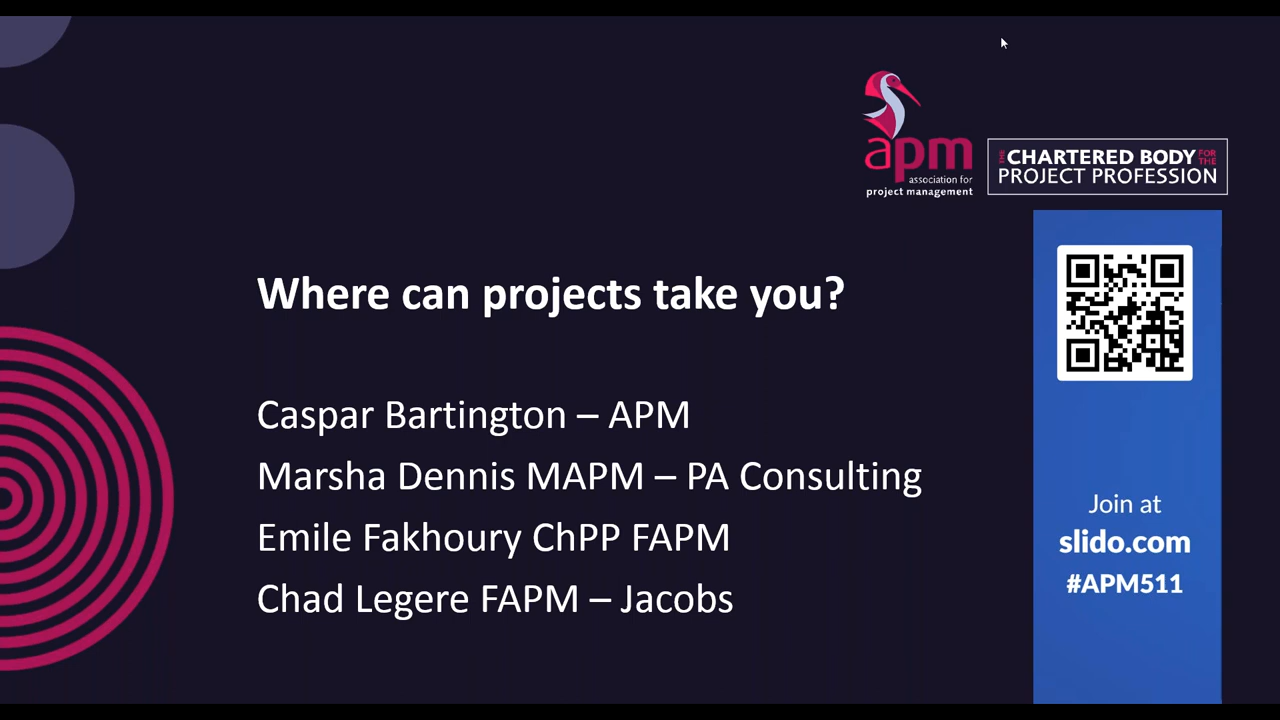 apm
association for
project management
THE CHARTERED BODY FOR THE
PROJECT PROFESSION
Where can projects take you?
Caspar Bartington – APM
Marsha Dennis MAPM – PA Consulting
Emile Fakhoury ChPP FAPM
Chad Legere FAPM – Jacobs
Join at
slido.com
#APM511